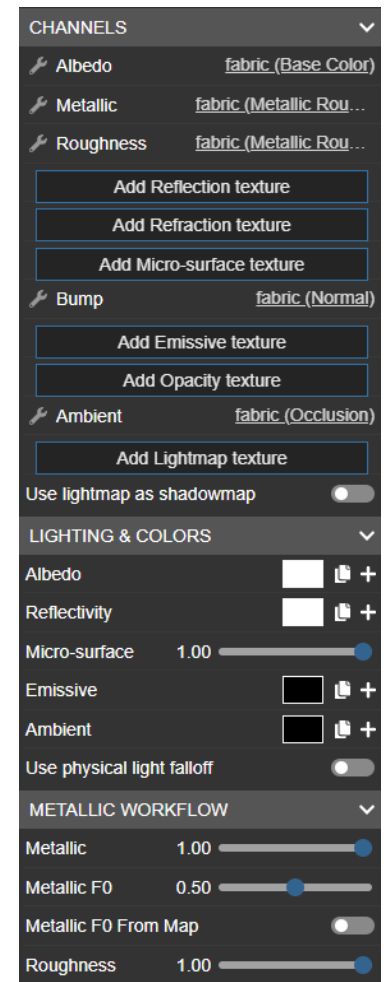 CHANNELS
Albedo fabric (Base Color)
Metallic fabric (Metallic Rou...
Roughness fabric (Metallic Rou...
Add Reflection texture
Add Refraction texture
Add Micro-surface texture
Bump fabric (Normal)
Add Emissive texture
Add Opacity texture
Ambient fabric (Occlusion)
Add Lightmap texture
Use lightmap as shadowmap
LIGHTING & COLORS
Albedo
Reflectivity
Micro-surface 1.00
Emissive
Ambient
Use physical light falloff
METALLIC WORKFLOW
Metallic 1.00
Metallic F0 0.50
Metallic F0 From Map
Roughness 1.00